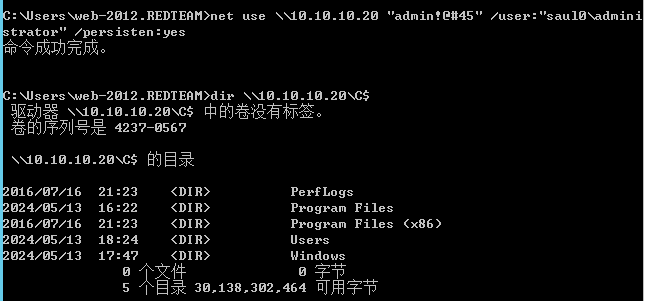 C:\Users\web-2012.REDTEAM>net use \\10.10.10.20 "admin!@#45" /user:"saul0\admini
strator" /persisten:yes
命令成功完成。
C:\Users\web-2012.REDTEAM>dir \\10.10.10.20\C$
驱动器 \\10.10.10.20\C$ 中的卷没有标签。
卷的序列号是 4237-0567
\\10.10.10.20\C$ 的目录
2016/07/16  21:23    <DIR>          PerfLogs
2024/05/13  16:22    <DIR>          Program Files
2016/07/16  21:23    <DIR>          Program Files (x86)
2024/05/13  18:24    <DIR>          Users
2024/05/13  17:47    <DIR>          Windows
0 个文件              0 字节
5 个目录 30,138,302,464 可用字节